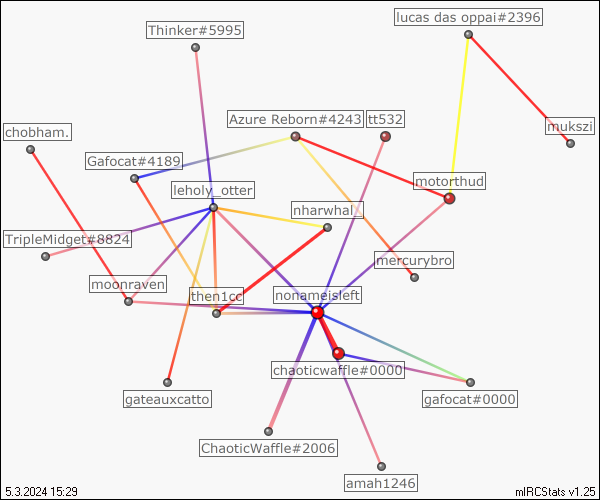 lucas das oppai#2396
Thinker#5995
Azure Reborn#4243
tt532
mukszi
chobham.
Gafocat#4189
motorthud
leholy_otter
nharwhal_
TripleMidget#8824
mercurybro
moonraven
then1cc
nonameisleft
chaoticwaffle#0000
gateauxcatto
gafocat#0000
ChaoticWaffle#2006
amah1246
5.3.2024 15:29
mIRCStats v1.25